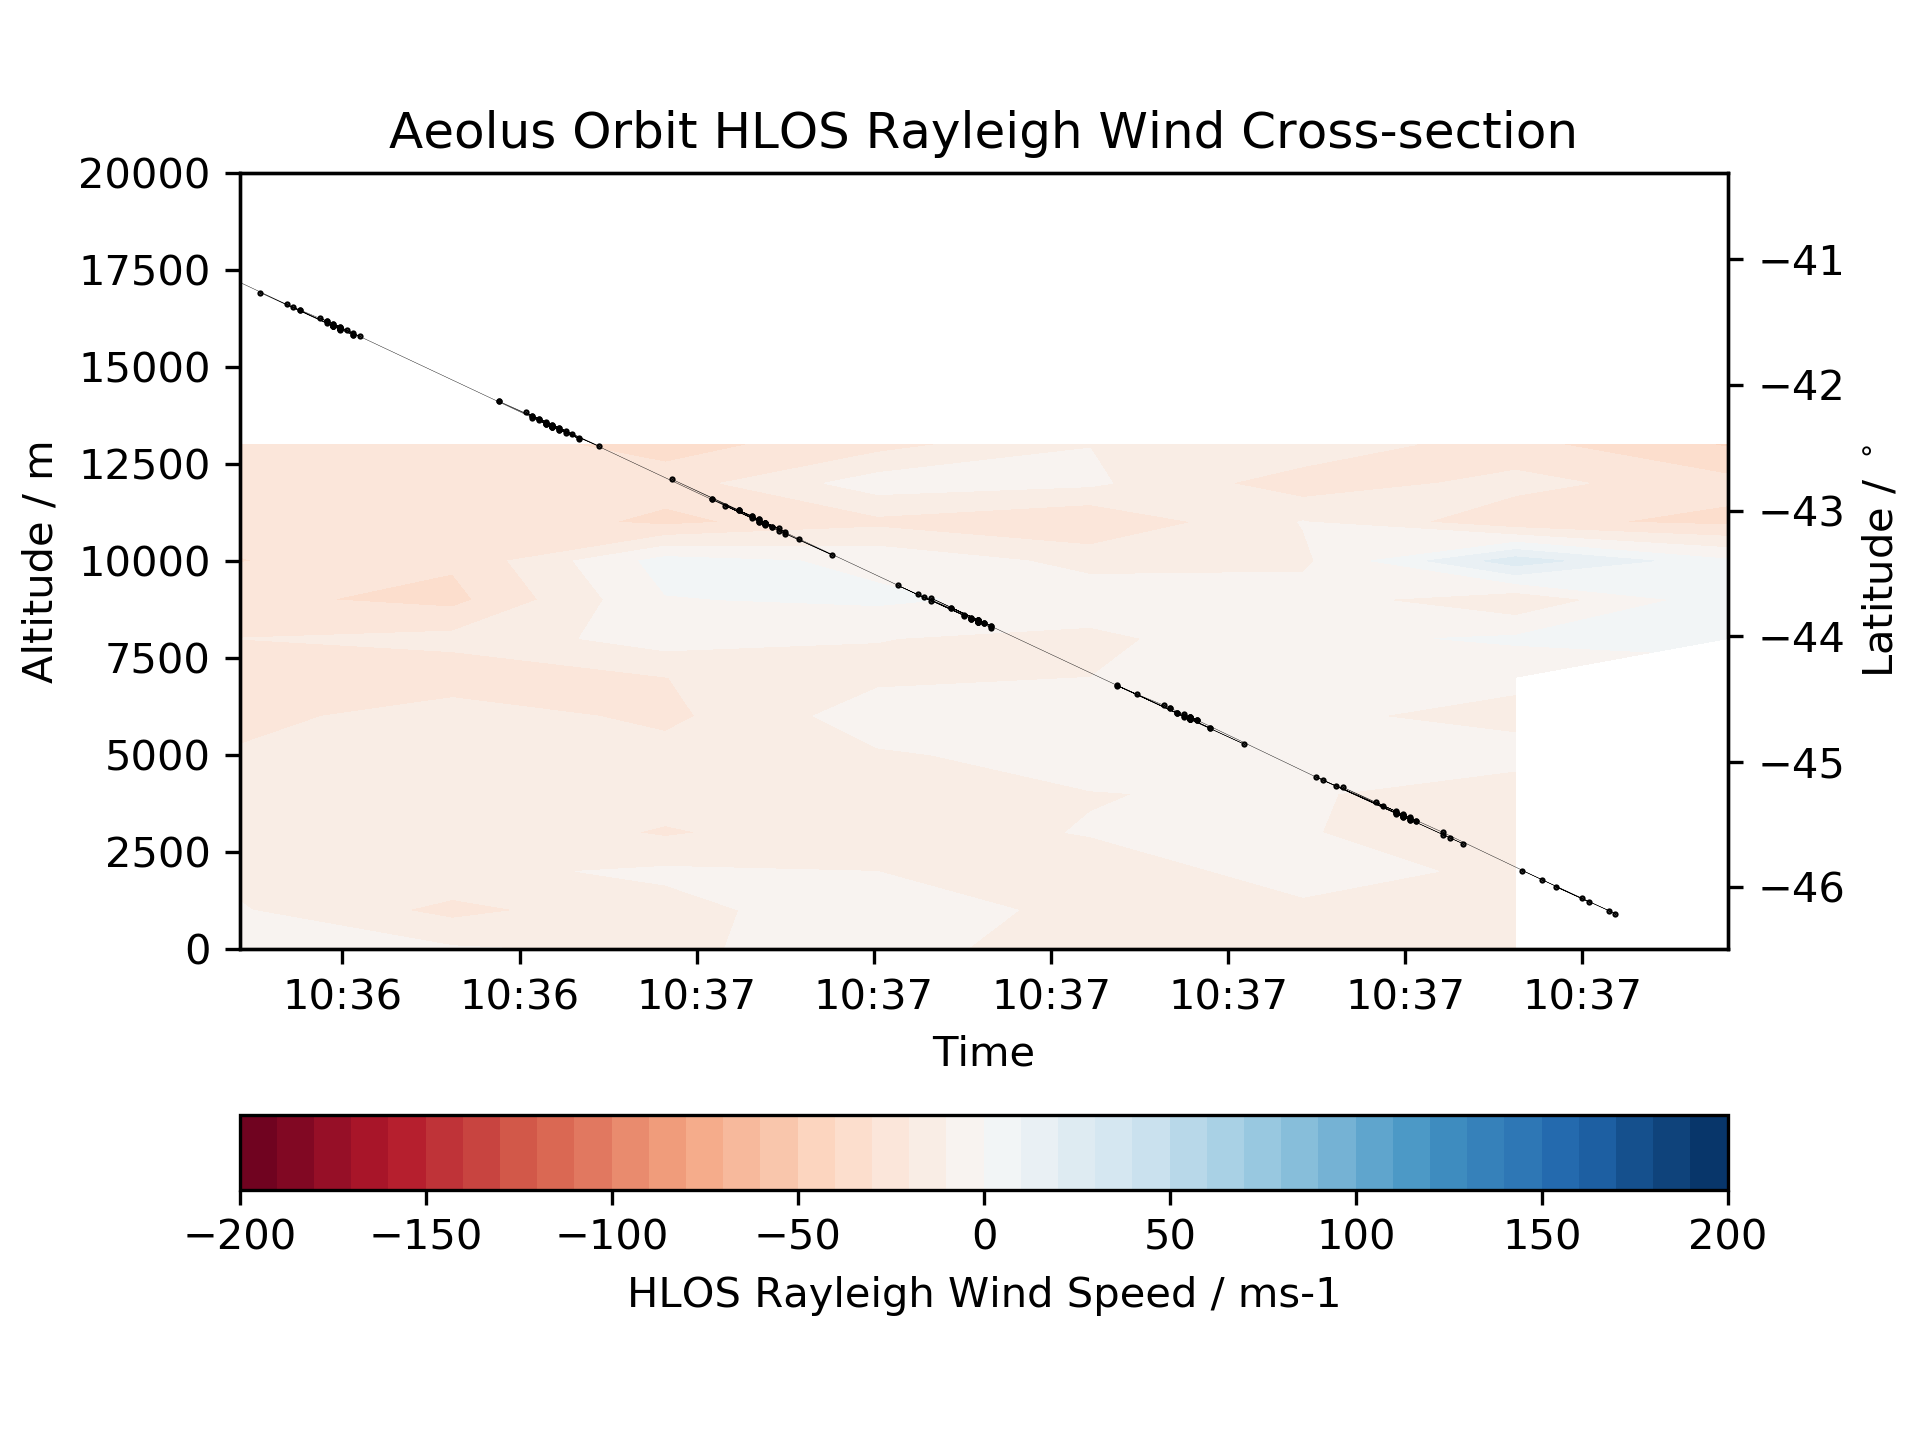 Aeolus Orbit HLOS Rayleigh Wind Cross-section
20000
17500
15000
12500
10000
7500
5000
2500
0
Altitude / m
−41
−42
−43
−44
−45
−46
Latitude / °
10:36 10:36 10:37 10:37 10:37 10:37 10:37 10:37
Time
−200 −150 −100 −50 0 50 100 150 200
HLOS Rayleigh Wind Speed / ms-1